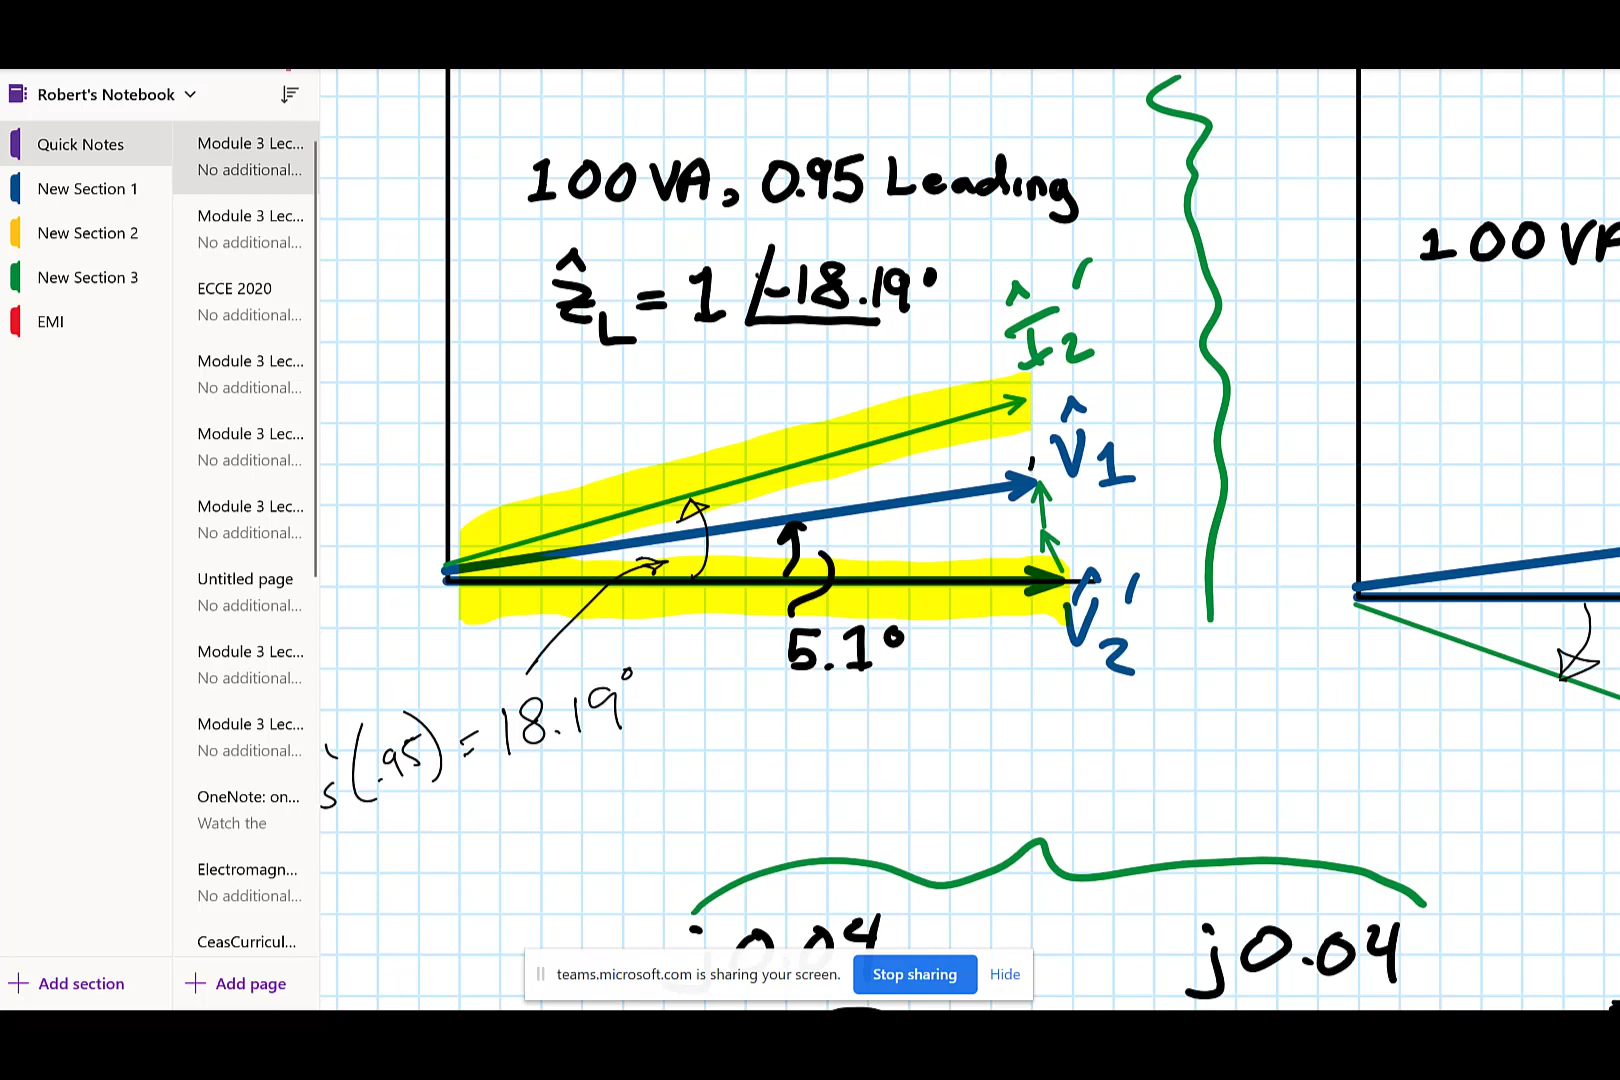 Robert's Notebook
Quick Notes
New Section 1
New Section 2
New Section 3
EMI
Add section
Module 3 Lec...
No additional...
Module 3 Lec...
No additional...
ECCE 2020
No additional...
Module 3 Lec...
No additional...
Module 3 Lec...
No additional...
Module 3 Lec...
No additional...
Untitled page
No additional...
Module 3 Lec...
No additional...
Module 3 Lec...
No additional...
OneNote: on...
Watch the
Electromagn...
No additional...
CeasCurricul...
Add page
100 VA, 0.95 Leading
ẑL = 1 ∠-18.19°
Î2'
V̂1
V̂2'
5.1°
s(.95) = 18.19°
100 VA
j0.04
j0.04
teams.microsoft.com is sharing your screen.
Stop sharing
Hide